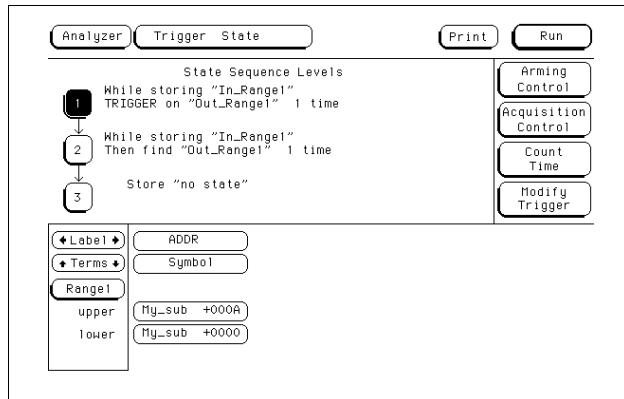 Analyzer Trigger State Print Run
State Sequence Levels
While storing "In_Range1"
1 TRIGGER on "Out_Range1" 1 time
While storing "In_Range1"
2 Then find "Out_Range1" 1 time
Store "no state"
3
Arming
Control
Acquisition
Control
Count
Time
Modify
Trigger
Label ADDR
Terms Symbol
Range1
upper My_sub +000A
lower My_sub +0000